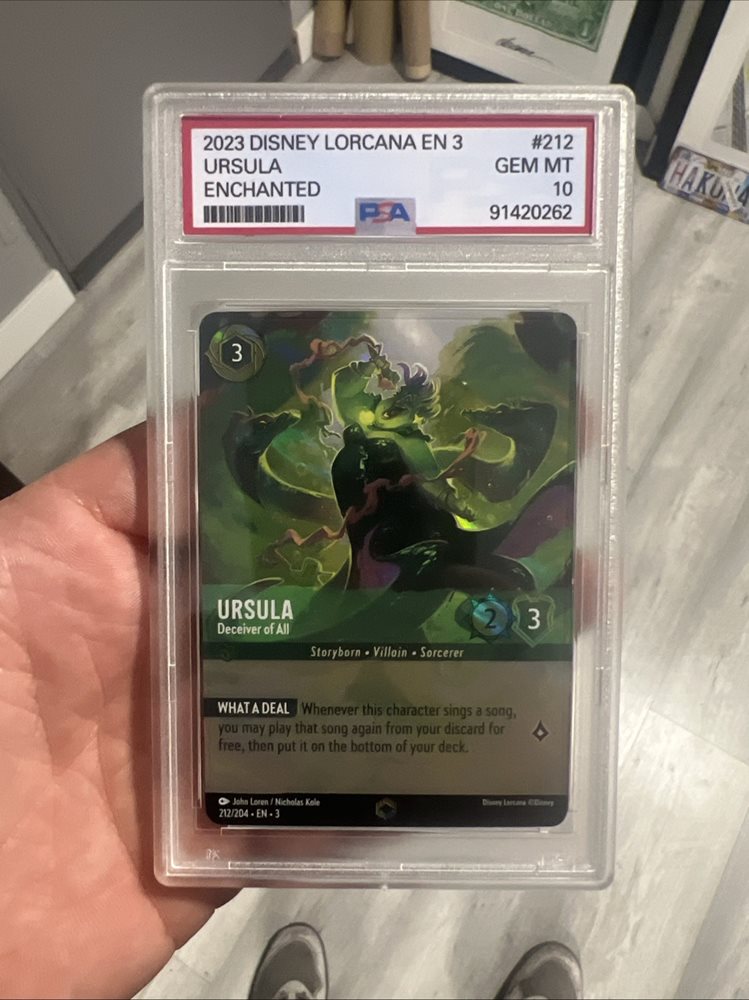 2023 DISNEY LORCANA EN 3 #212
URSULA GEM MT
ENCHANTED 10
PSA 91420262
3
URSULA
Deceiver of All
2 3
Storyborn • Villain • Sorcerer
WHAT A DEAL Whenever this character sings a song,
you may play that song again from your discard for
free, then put it on the bottom of your deck.
John Loren / Nicholas Kole
Disney Lorcana ©Disney
212/204 • EN • 3